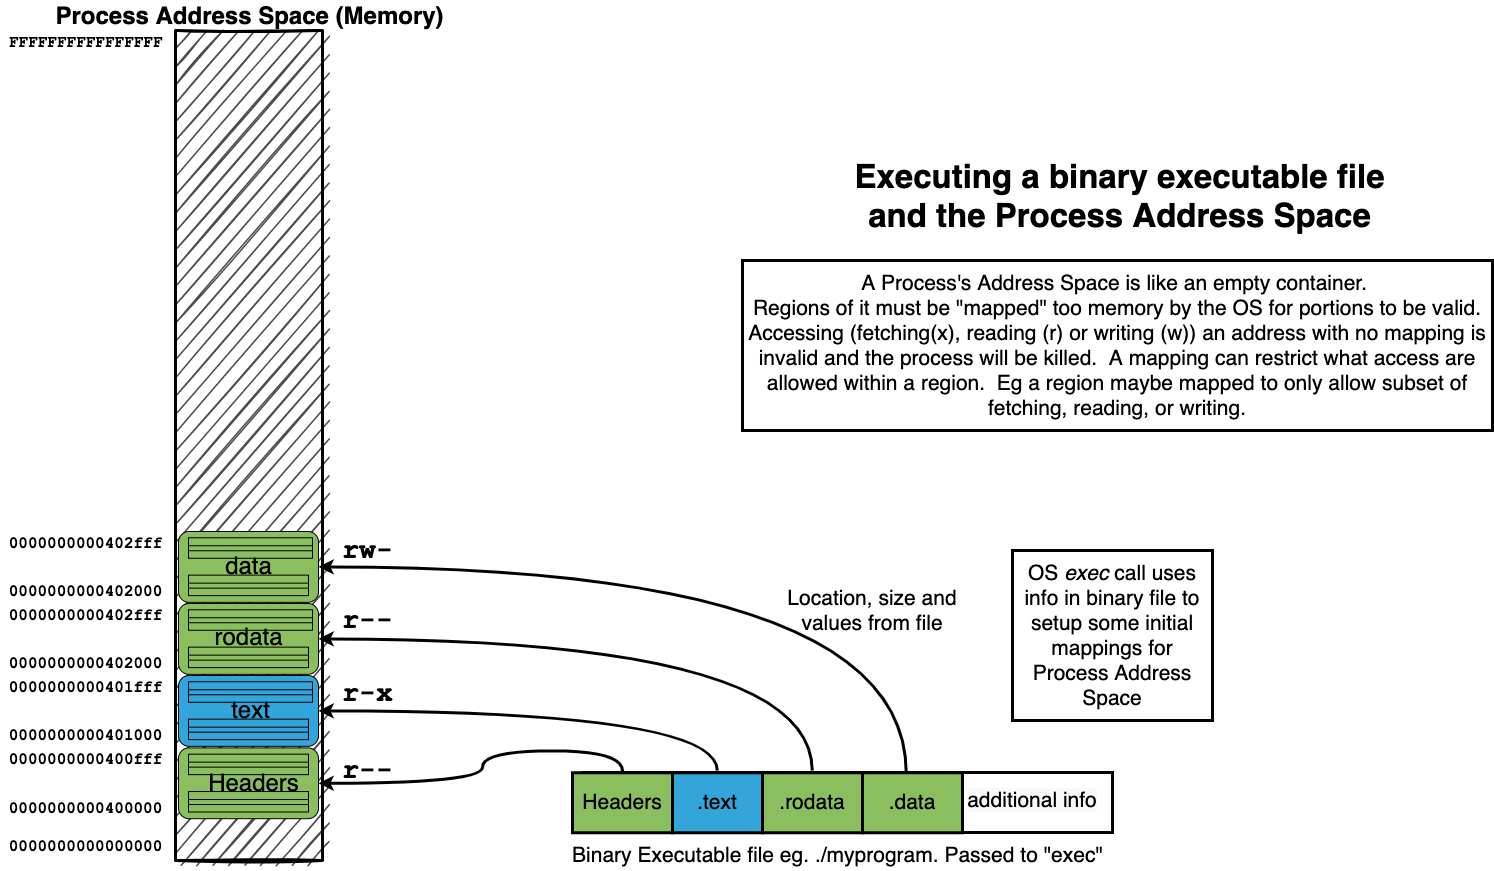 Process Address Space (Memory)
FFFFFFFFFFFFFFFF
Executing a binary executable file
and the Process Address Space
A Process's Address Space is like an empty container.
Regions of it must be "mapped" too memory by the OS for portions to be valid.
Accessing (fetching(x), reading (r) or writing (w)) an address with no mapping is
invalid and the process will be killed.  A mapping can restrict what access are
allowed within a region.  Eg a region maybe mapped to only allow subset of
fetching, reading, or writing.
0000000000402fff
data
rw-
0000000000402000
0000000000402fff
rodata
r--
0000000000402000
0000000000401fff
text
r-x
0000000000401000
0000000000400fff
Headers
r--
0000000000400000
0000000000000000
Location, size and
values from file
OS exec call uses
info in binary file to
setup some initial
mappings for
Process Address
Space
Headers
.text
.rodata
.data
additional info
Binary Executable file eg. ./myprogram. Passed to "exec"